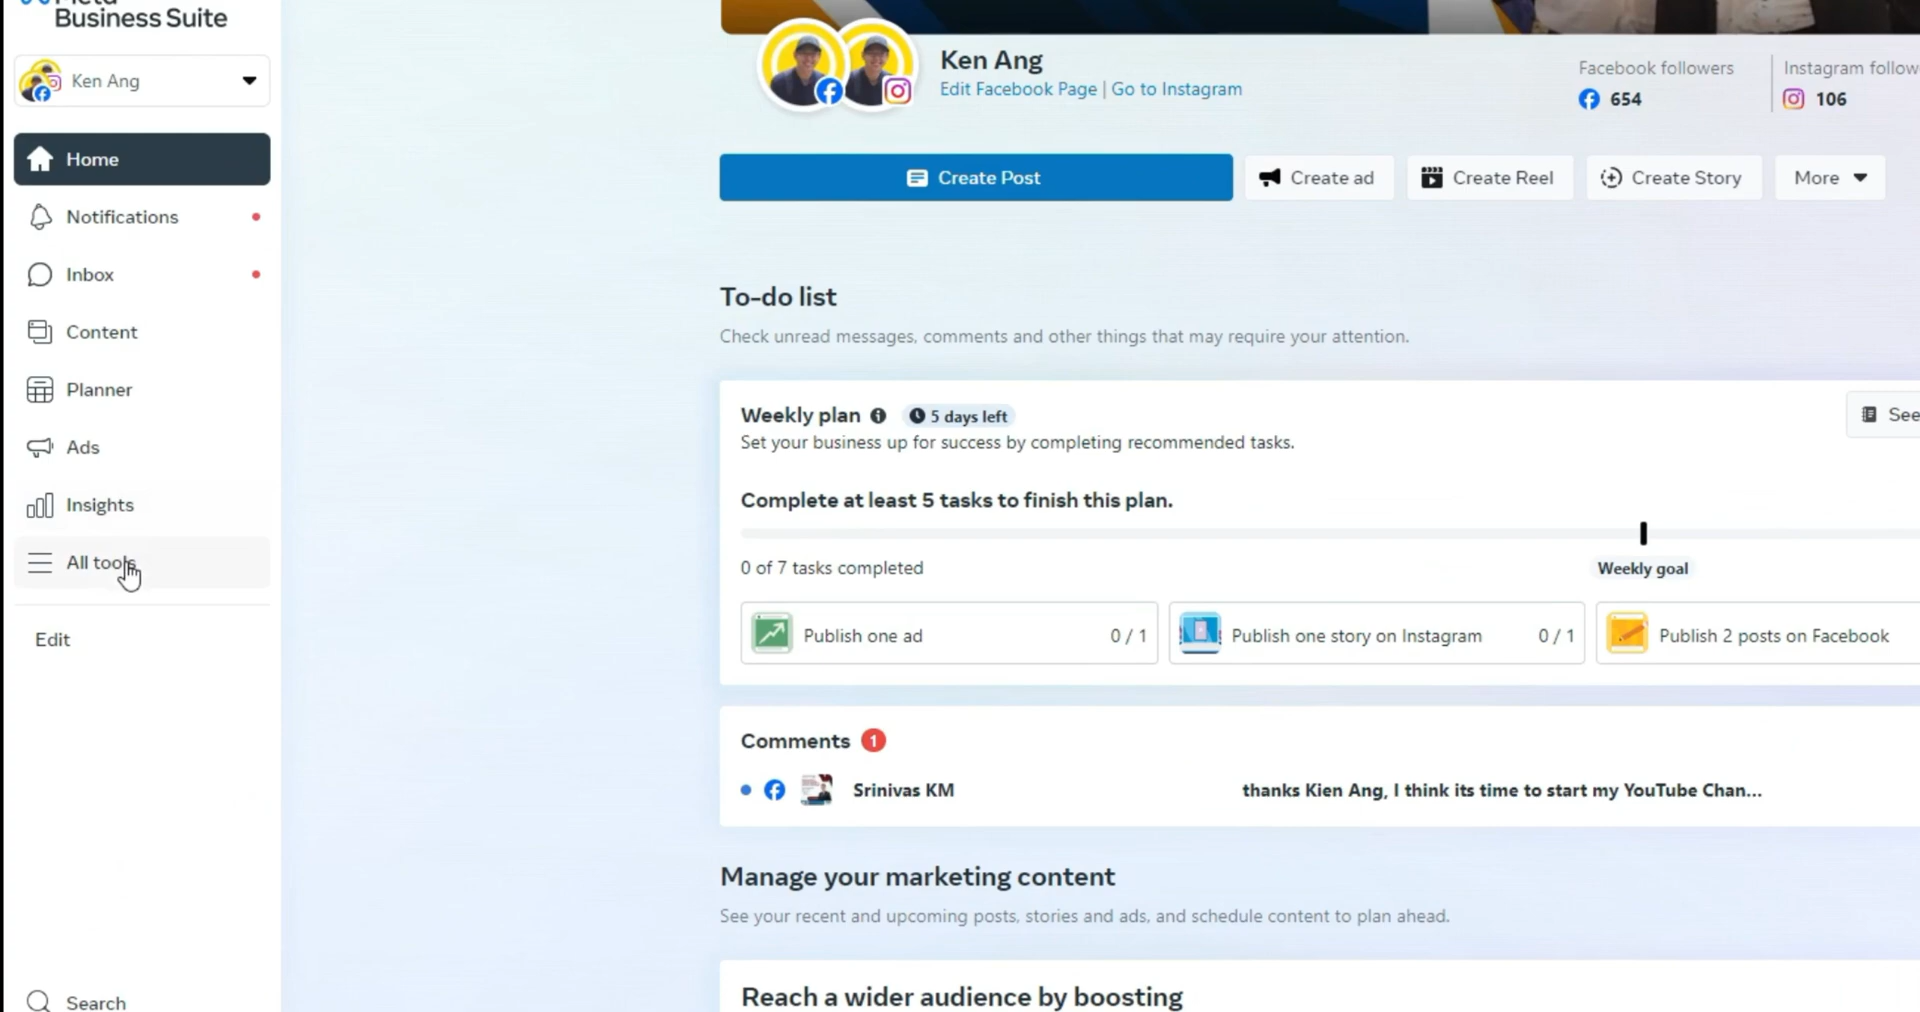 Meta
Business Suite
Ken Ang
Home
Notifications
Inbox
Content
Planner
Ads
Insights
All tools
Edit
Search
Ken Ang
Edit Facebook Page | Go to Instagram
Facebook followers
654
Instagram follow
106
Create Post
Create ad
Create Reel
Create Story
More
To-do list
Check unread messages, comments and other things that may require your attention.
Weekly plan
5 days left
See
Set your business up for success by completing recommended tasks.
Complete at least 5 tasks to finish this plan.
0 of 7 tasks completed
Weekly goal
Publish one ad
0 / 1
Publish one story on Instagram
0 / 1
Publish 2 posts on Facebook
Comments 1
Srinivas KM
thanks Kien Ang, I think its time to start my YouTube Chan...
Manage your marketing content
See your recent and upcoming posts, stories and ads, and schedule content to plan ahead.
Reach a wider audience by boosting